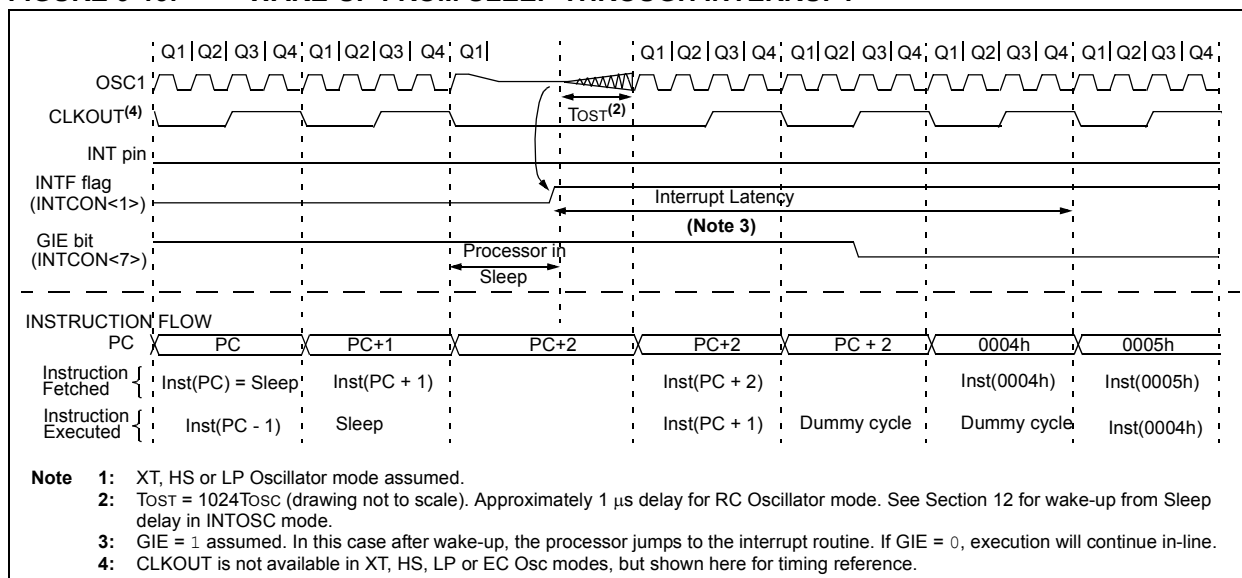 Q1 Q2 Q3 Q4 Q1 Q2 Q3 Q4 Q1 Q1 Q2 Q3 Q4 Q1 Q2 Q3 Q4 Q1 Q2 Q3 Q4 Q1 Q2 Q3 Q4
OSC1
TOST(2)
CLKOUT(4)
INT pin
INTF flag
(INTCON<1>)
Interrupt Latency
(Note 3)
GIE bit
(INTCON<7>)
Processor in
Sleep
INSTRUCTION FLOW
PC PC PC+1 PC+2 PC+2 PC + 2 0004h 0005h
Instruction
Fetched
Inst(PC) = Sleep Inst(PC + 1) Inst(PC + 2) Inst(0004h) Inst(0005h)
Instruction
Executed
Inst(PC - 1) Sleep Inst(PC + 1) Dummy cycle Dummy cycle Inst(0004h)
Note 1: XT, HS or LP Oscillator mode assumed.
2: TOST = 1024TOSC (drawing not to scale). Approximately 1 μs delay for RC Oscillator mode. See Section 12 for wake-up from Sleep
delay in INTOSC mode.
3: GIE = 1 assumed. In this case after wake-up, the processor jumps to the interrupt routine. If GIE = 0, execution will continue in-line.
4: CLKOUT is not available in XT, HS, LP or EC Osc modes, but shown here for timing reference.